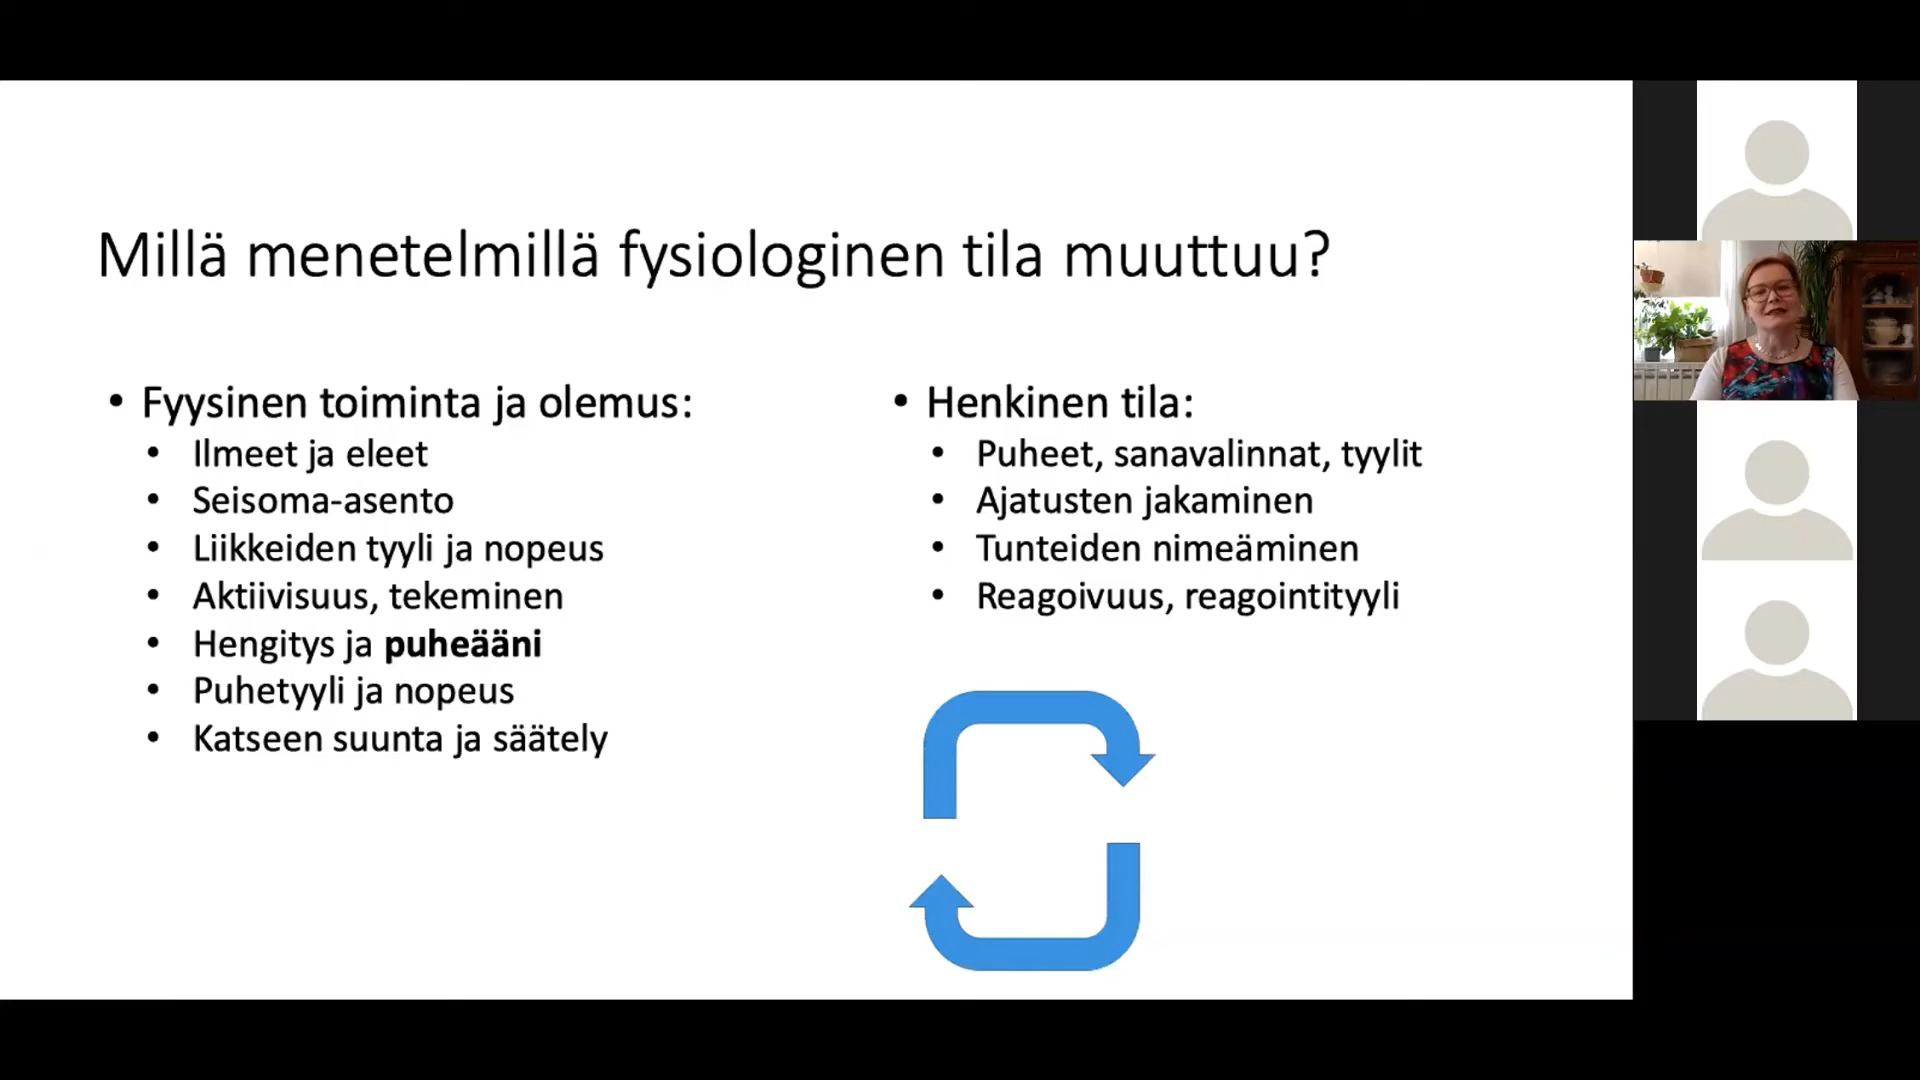 Millä menetelmillä fysiologinen tila muuttuu?
• Fyysinen toiminta ja olemus:
• Ilmeet ja eleet
• Seisoma-asento
• Liikkeiden tyyli ja nopeus
• Aktiivisuus, tekeminen
• Hengitys ja puheääni
• Puhetyyli ja nopeus
• Katseen suunta ja säätely
• Henkinen tila:
• Puheet, sanavalinnat, tyylit
• Ajatusten jakaminen
• Tunteiden nimeäminen
• Reagoivuus, reagointityyli